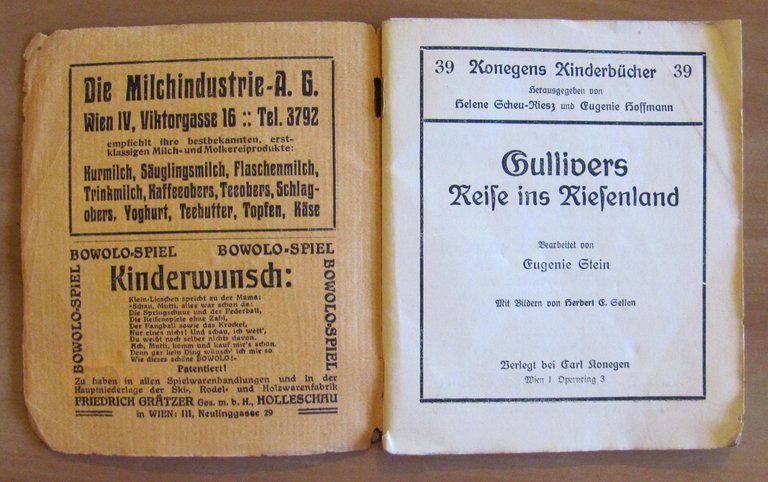 Die Milchindustrie-A. G.
Wien IV, Viktorgasse 16 :: Tel. 3792
empfiehlt ihre bestbekannten, erst-
klassigen Milch- und Molkereiprodukte:
Kurmilch, Säuglingsmilch, Flaschenmilch,
Trinkmilch, Kaffeeobers, Teeobers, Schlag-
obers, Yoghurt, Teebutter, Topfen, Käse
BOWOLO-SPIEL BOWOLO-SPIEL
BOWOLO-SPIEL
BOWOLO-SPIEL
Kinderwunsch:
Klein-Lieschen spricht zu der Mama:
„Schau, Mutti, alles war schon da:
Die Springschnur und der Federball,
Die Reifenspiele ohne Zahl,
Der Fangball sowie das Krocket,
Nur eines nicht! Und schau, ich wett',
Du weißt noch selber nichts davon.
Ach, Mutti, komm und kauf mir's schon.
Denn gar kein Ding wünsch' ich mir so
Wie dieses schöne BOWOLO!“
Patentiert!
Zu haben in allen Spielwarenhandlungen und in der
Hauptniederlage der Ski-, Rodel- und Holzwarenfabrik
FRIEDRICH GRÄTZER Ges. m. b. H., HOLLESCHAU
in WIEN: III, Neulinggasse 29
39 Konegens Kinderbücher 39
Herausgegeben von
Helene Scheu-Riesz und Eugenie Hoffmann
Gullivers
Reise ins Riesenland
Bearbeitet von
Eugenie Stein
Mit Bildern von Herbert E. Sellen
Verlegt bei Carl Konegen
Wien I Opernring 3